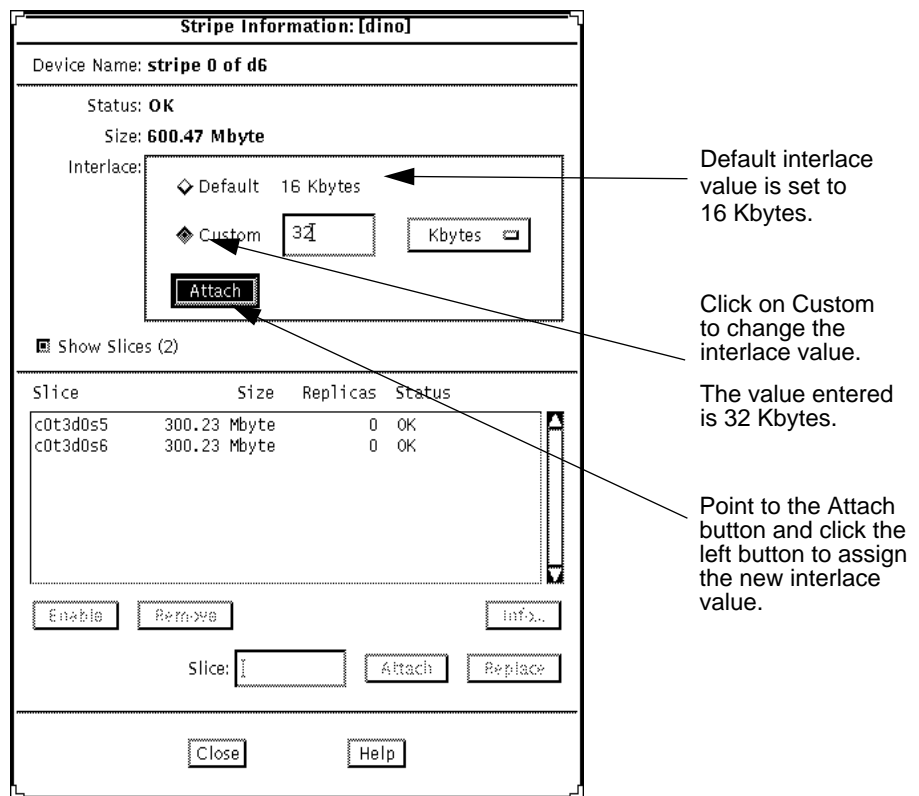 Stripe Information: [dino]
Device Name: stripe 0 of d6
Status: OK
Size: 600.47 Mbyte
Interlace:
Default 16 Kbytes
Custom 32 Kbytes
Attach
Show Slices (2)
Slice Size Replicas Status
c0t3d0s5 300.23 Mbyte 0 OK
c0t3d0s6 300.23 Mbyte 0 OK
Enable Remove Info...
Slice: Attach Replace
Close Help
Default interlace
value is set to
16 Kbytes.
Click on Custom
to change the
interlace value.
The value entered
is 32 Kbytes.
Point to the Attach
button and click the
left button to assign
the new interlace
value.